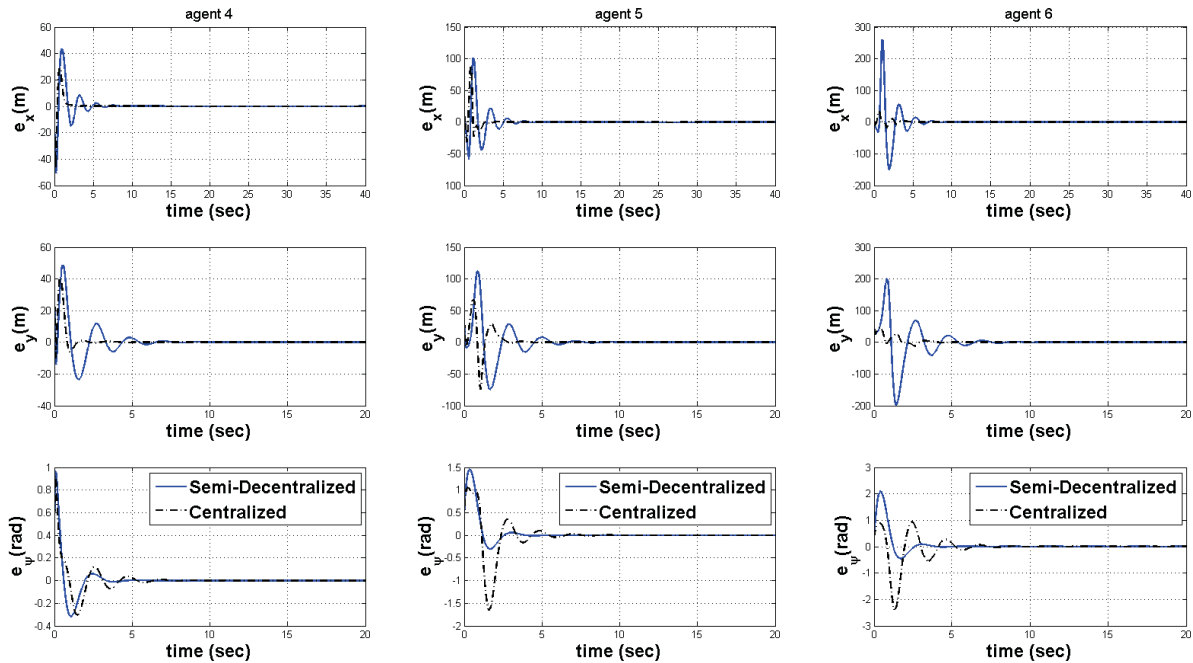 agent 4
60
40
20
0
20
40
60
e_x(m)
0 5 10 15 20 25 30 35 40
time (sec)
agent 5
150
100
50
0
50
100
e_x(m)
0 5 10 15 20 25 30 35 40
time (sec)
agent 6
300
200
100
0
100
200
e_x(m)
0 5 10 15 20 25 30 35 40
time (sec)
60
40
20
0
-20
-40
e_y(m)
0 5 10 15 20
time (sec)
150
100
50
0
-50
-100
e_y(m)
0 5 10 15 20
time (sec)
300
200
100
0
-100
-200
e_y(m)
0 5 10 15 20
time (sec)
1
0.8
0.6
0.4
0.2
0
-0.2
-0.4
e_ψ(rad)
Semi-Decentralized
Centralized
0 5 10 15 20
time (sec)
1.5
1
0.5
0
-0.5
-1
-1.5
-2
e_ψ(rad)
Semi-Decentralized
Centralized
0 5 10 15 20
time (sec)
3
2
1
0
-1
-2
-3
e_ψ(rad)
Semi-Decentralized
Centralized
0 5 10 15 20
time (sec)